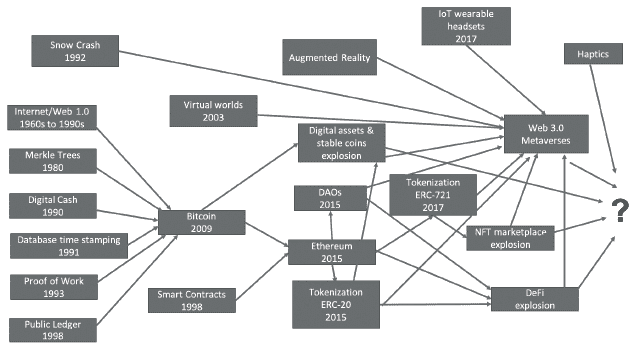 IoT wearable
headsets
2017
Snow Crash
1992
Augmented Reality
Haptics
Virtual worlds
2003
Internet/Web 1.0
1960s to 1990s
Digital assets &
stable coins
explosion
Web 3.0
Metaverses
Merkle Trees
1980
Tokenization
ERC-721
2017
DAOs
2015
Digital Cash
1990
Bitcoin
2009
?
NFT marketplace
explosion
Database time stamping
1991
Ethereum
2015
Proof of Work
1993
Smart Contracts
1998
Tokenization
ERC-20
2015
DeFi
explosion
Public Ledger
1998